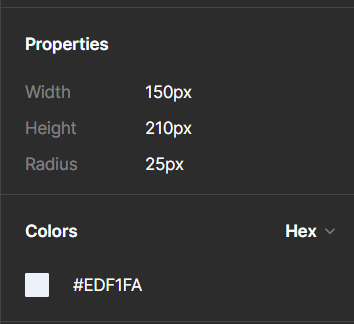 Properties
Width 150px
Height 210px
Radius 25px
Colors Hex
#EDF1FA